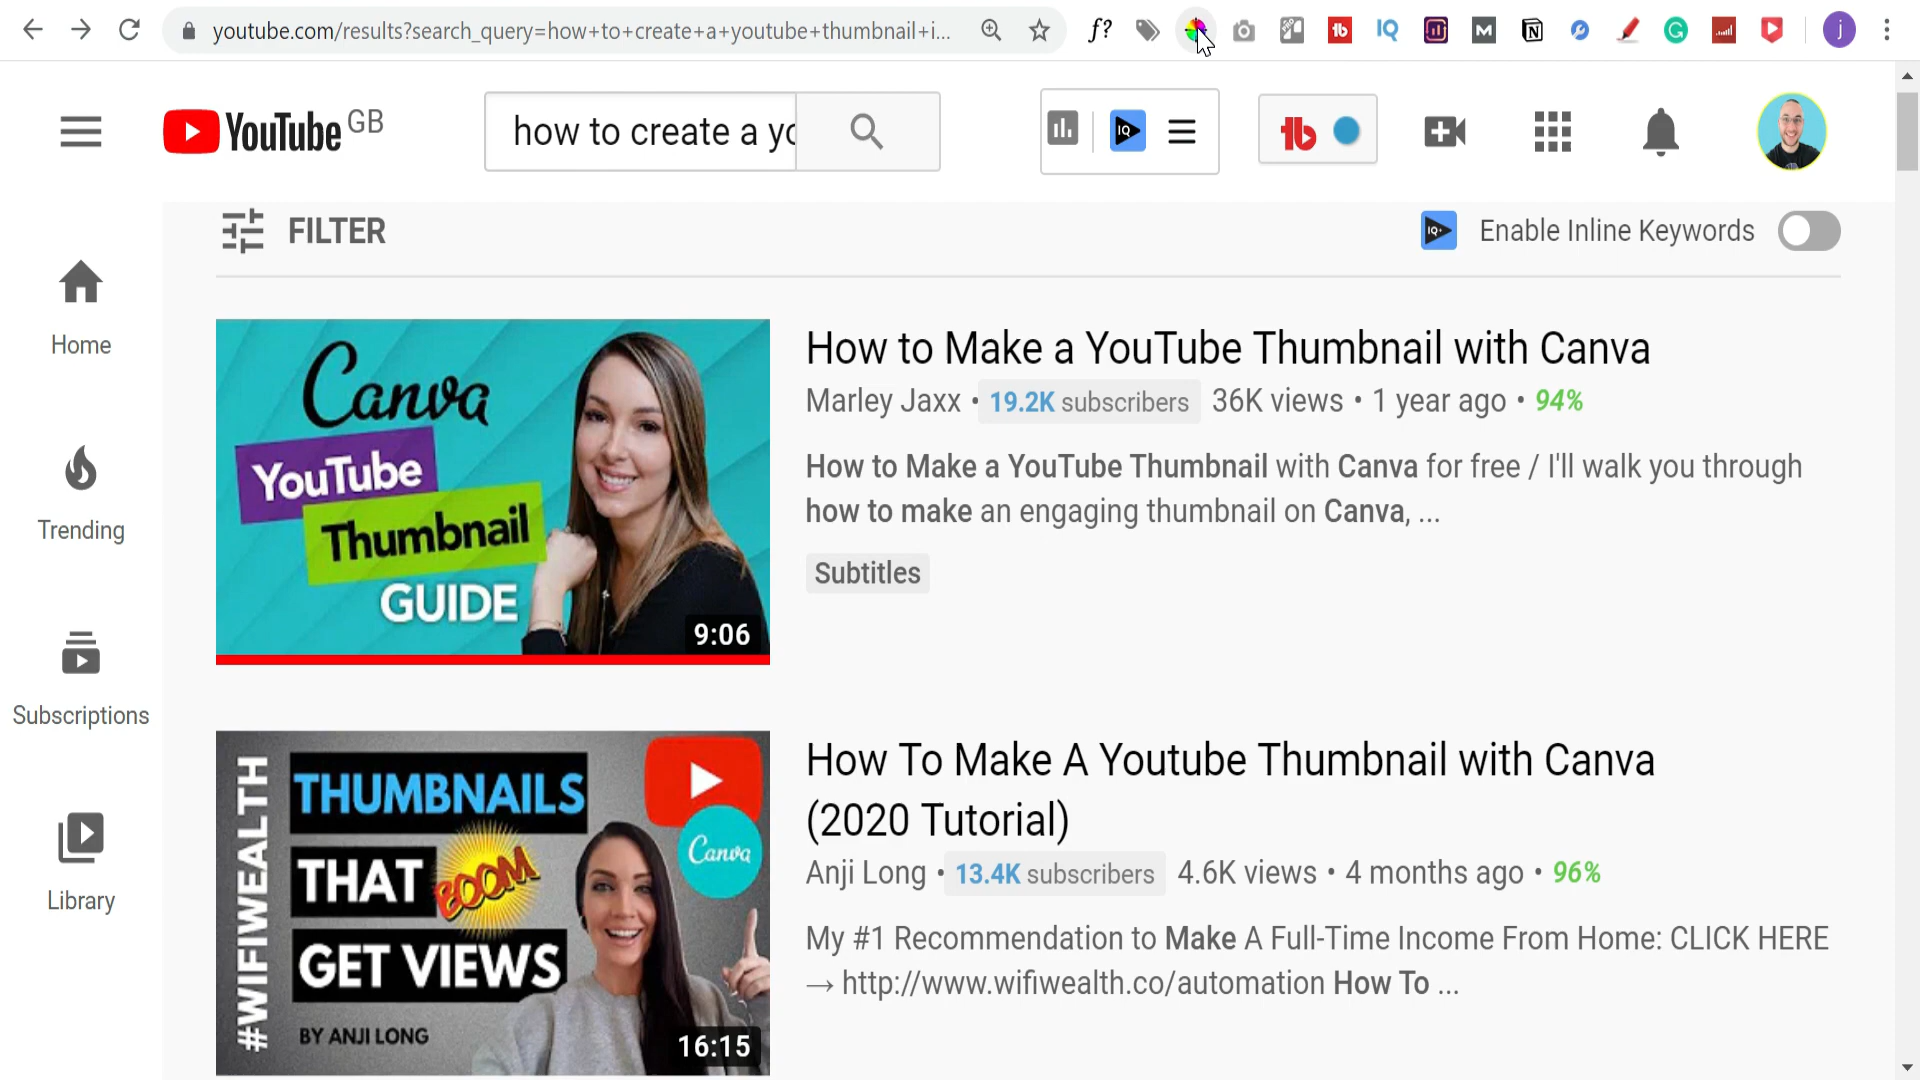 youtube.com/results?search_query=how+to+create+a+youtube+thumbnail+i...
f?
IQ
M
N
G
j
YouTube GB
how to create a yo
IQ
FILTER
IQ+
Enable Inline Keywords
Home
Trending
Subscriptions
Library
Canva
YouTube
Thumbnail
GUIDE
9:06
How to Make a YouTube Thumbnail with Canva
Marley Jaxx • 19.2K subscribers 36K views • 1 year ago • 94%
How to Make a YouTube Thumbnail with Canva for free / I'll walk you through
how to make an engaging thumbnail on Canva, ...
Subtitles
#WIFIWEALTH
THUMBNAILS
THAT BOOM
GET VIEWS
BY ANJI LONG
Canva
16:15
How To Make A Youtube Thumbnail with Canva
(2020 Tutorial)
Anji Long • 13.4K subscribers 4.6K views • 4 months ago • 96%
My #1 Recommendation to Make A Full-Time Income From Home: CLICK HERE
→ http://www.wifiwealth.co/automation How To ...